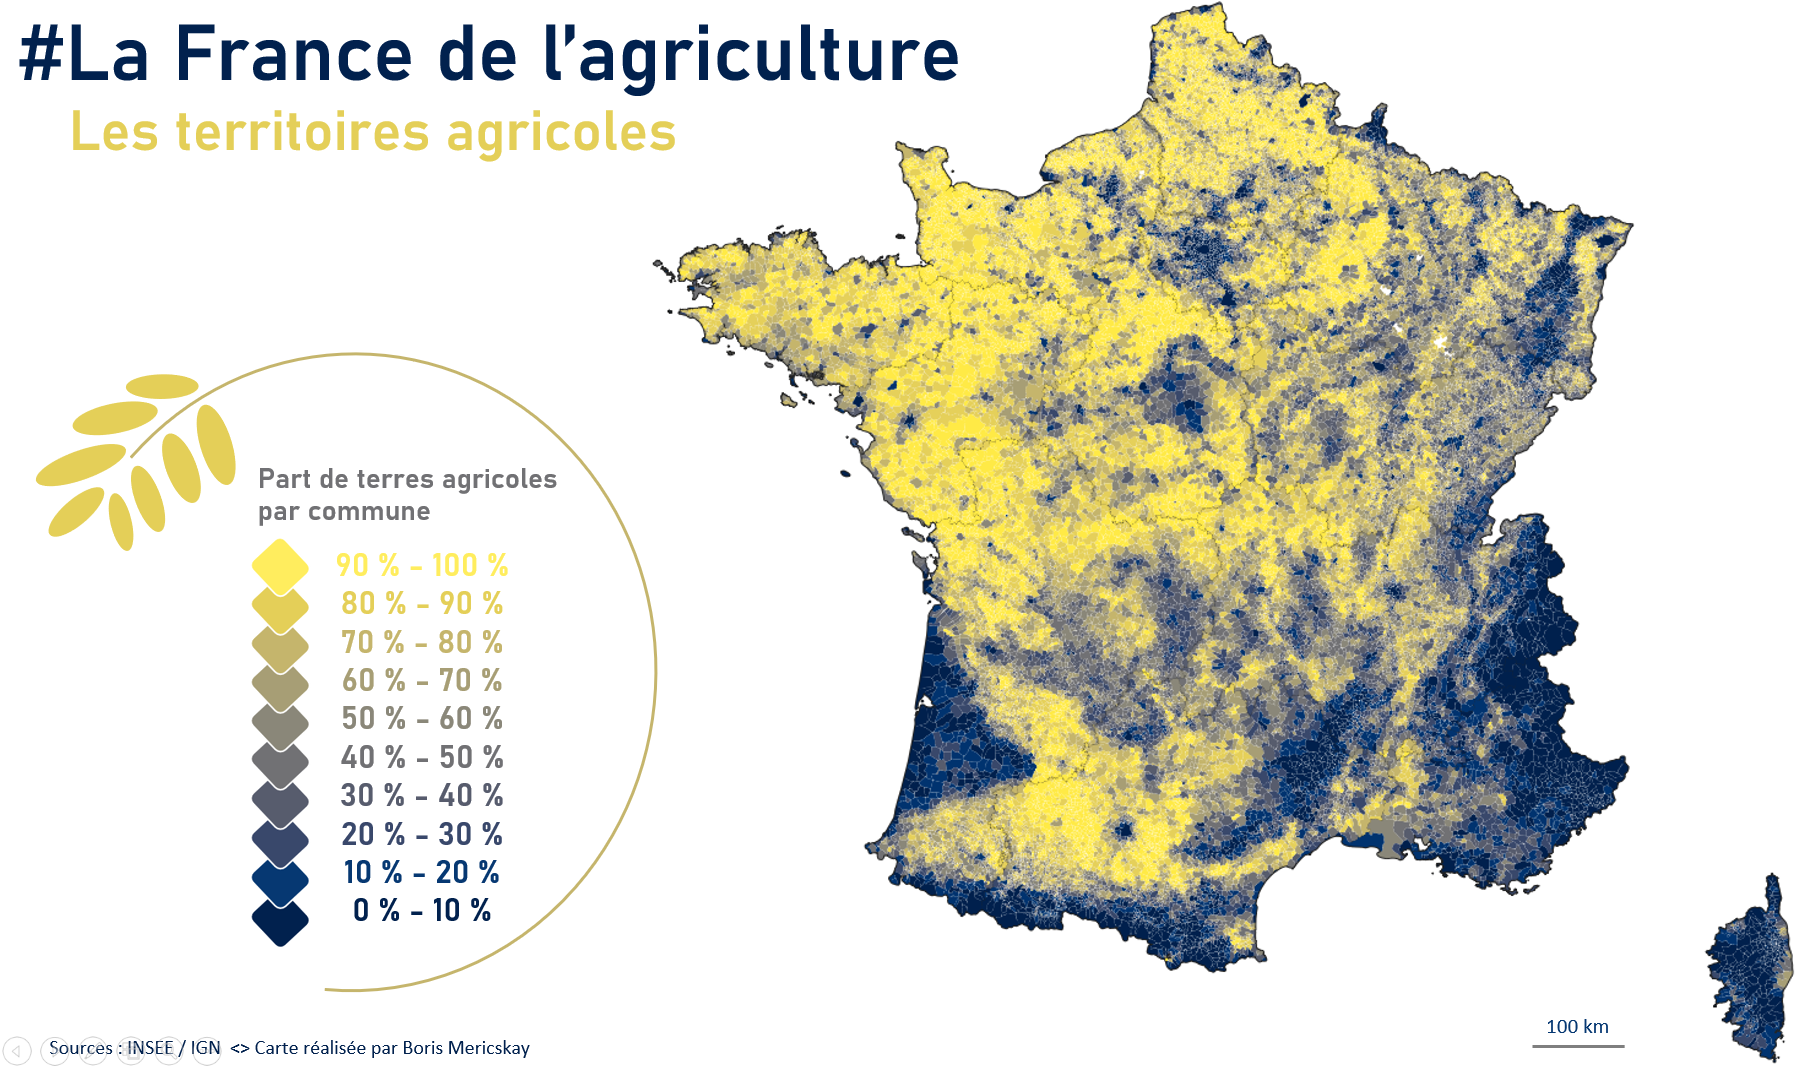 #La France de l'agriculture
Les territoires agricoles
Part de terres agricoles
par commune
90 % - 100 %
80 % - 90 %
70 % - 80 %
60 % - 70 %
50 % - 60 %
40 % - 50 %
30 % - 40 %
20 % - 30 %
10 % - 20 %
0 % - 10 %
100 km
Sources : INSEE / IGN <> Carte réalisée par Boris Mericskay